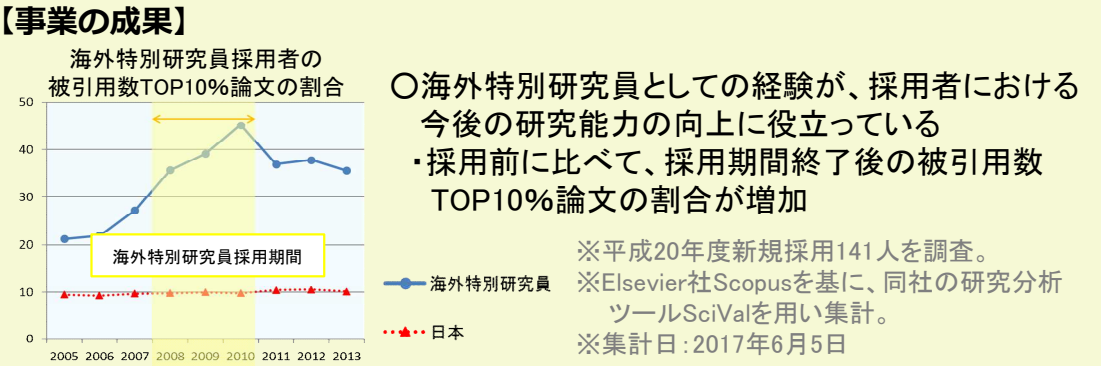 【事業の成果】
海外特別研究員採用者の
被引用数TOP10%論文の割合
50
40
30
20
10
0
海外特別研究員採用期間
2005 2006 2007 2008 2009 2010 2011 2012 2013
海外特別研究員
日本
○海外特別研究員としての経験が、採用者における
今後の研究能力の向上に役立っている
・採用前に比べて、採用期間終了後の被引用数
TOP10%論文の割合が増加
※平成20年度新規採用141人を調査。
※Elsevier社Scopusを基に、同社の研究分析
ツールSciValを用い集計。
※集計日：2017年6月5日